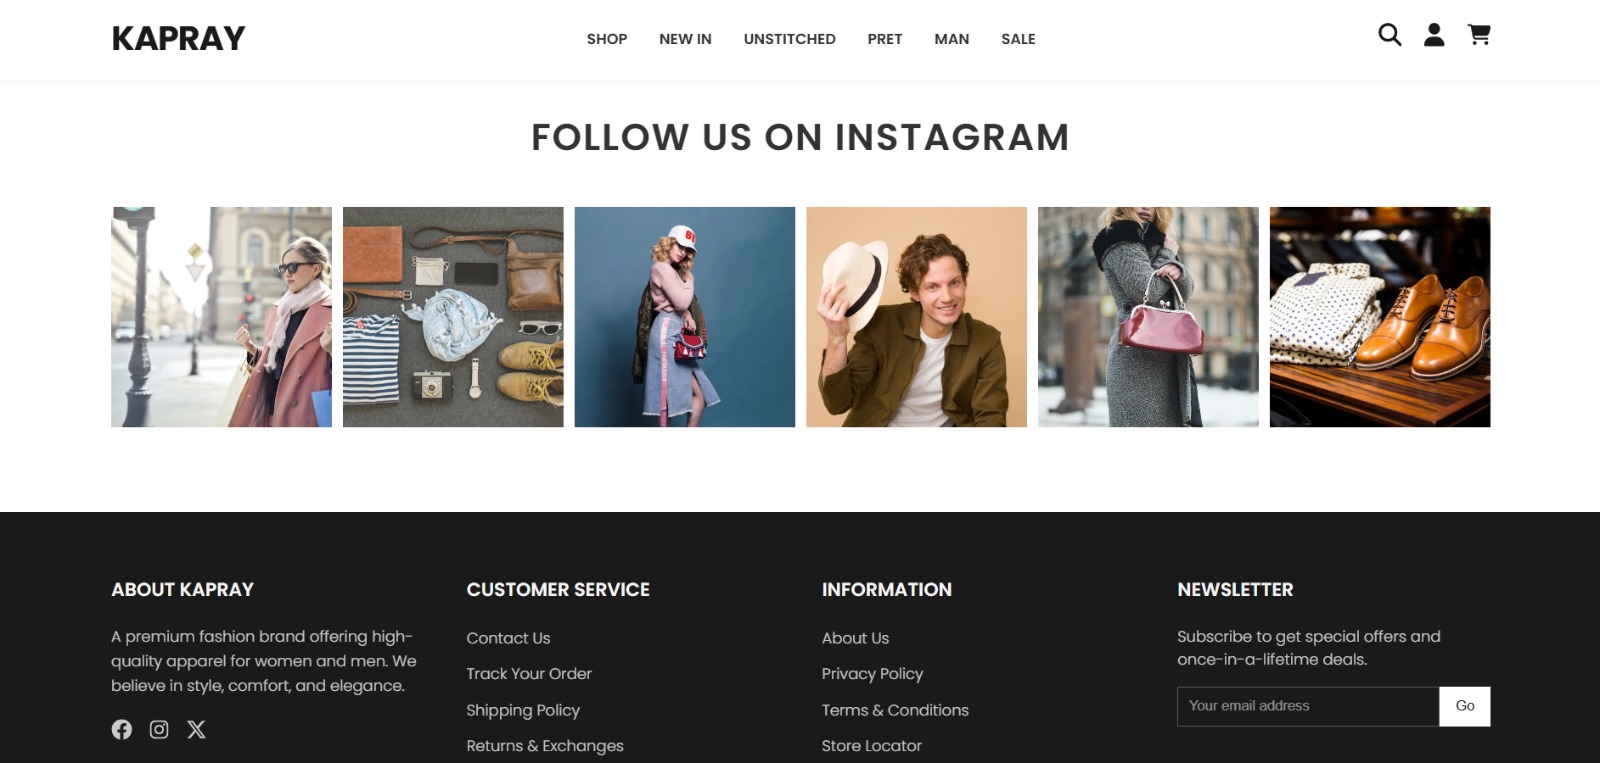 KAPRAY
SHOP NEW IN UNSTITCHED PRET MAN SALE
FOLLOW US ON INSTAGRAM
ABOUT KAPRAY
A premium fashion brand offering high-
quality apparel for women and men. We
believe in style, comfort, and elegance.
CUSTOMER SERVICE
Contact Us
Track Your Order
Shipping Policy
Returns & Exchanges
INFORMATION
About Us
Privacy Policy
Terms & Conditions
Store Locator
NEWSLETTER
Subscribe to get special offers and
once-in-a-lifetime deals.
Your email address Go